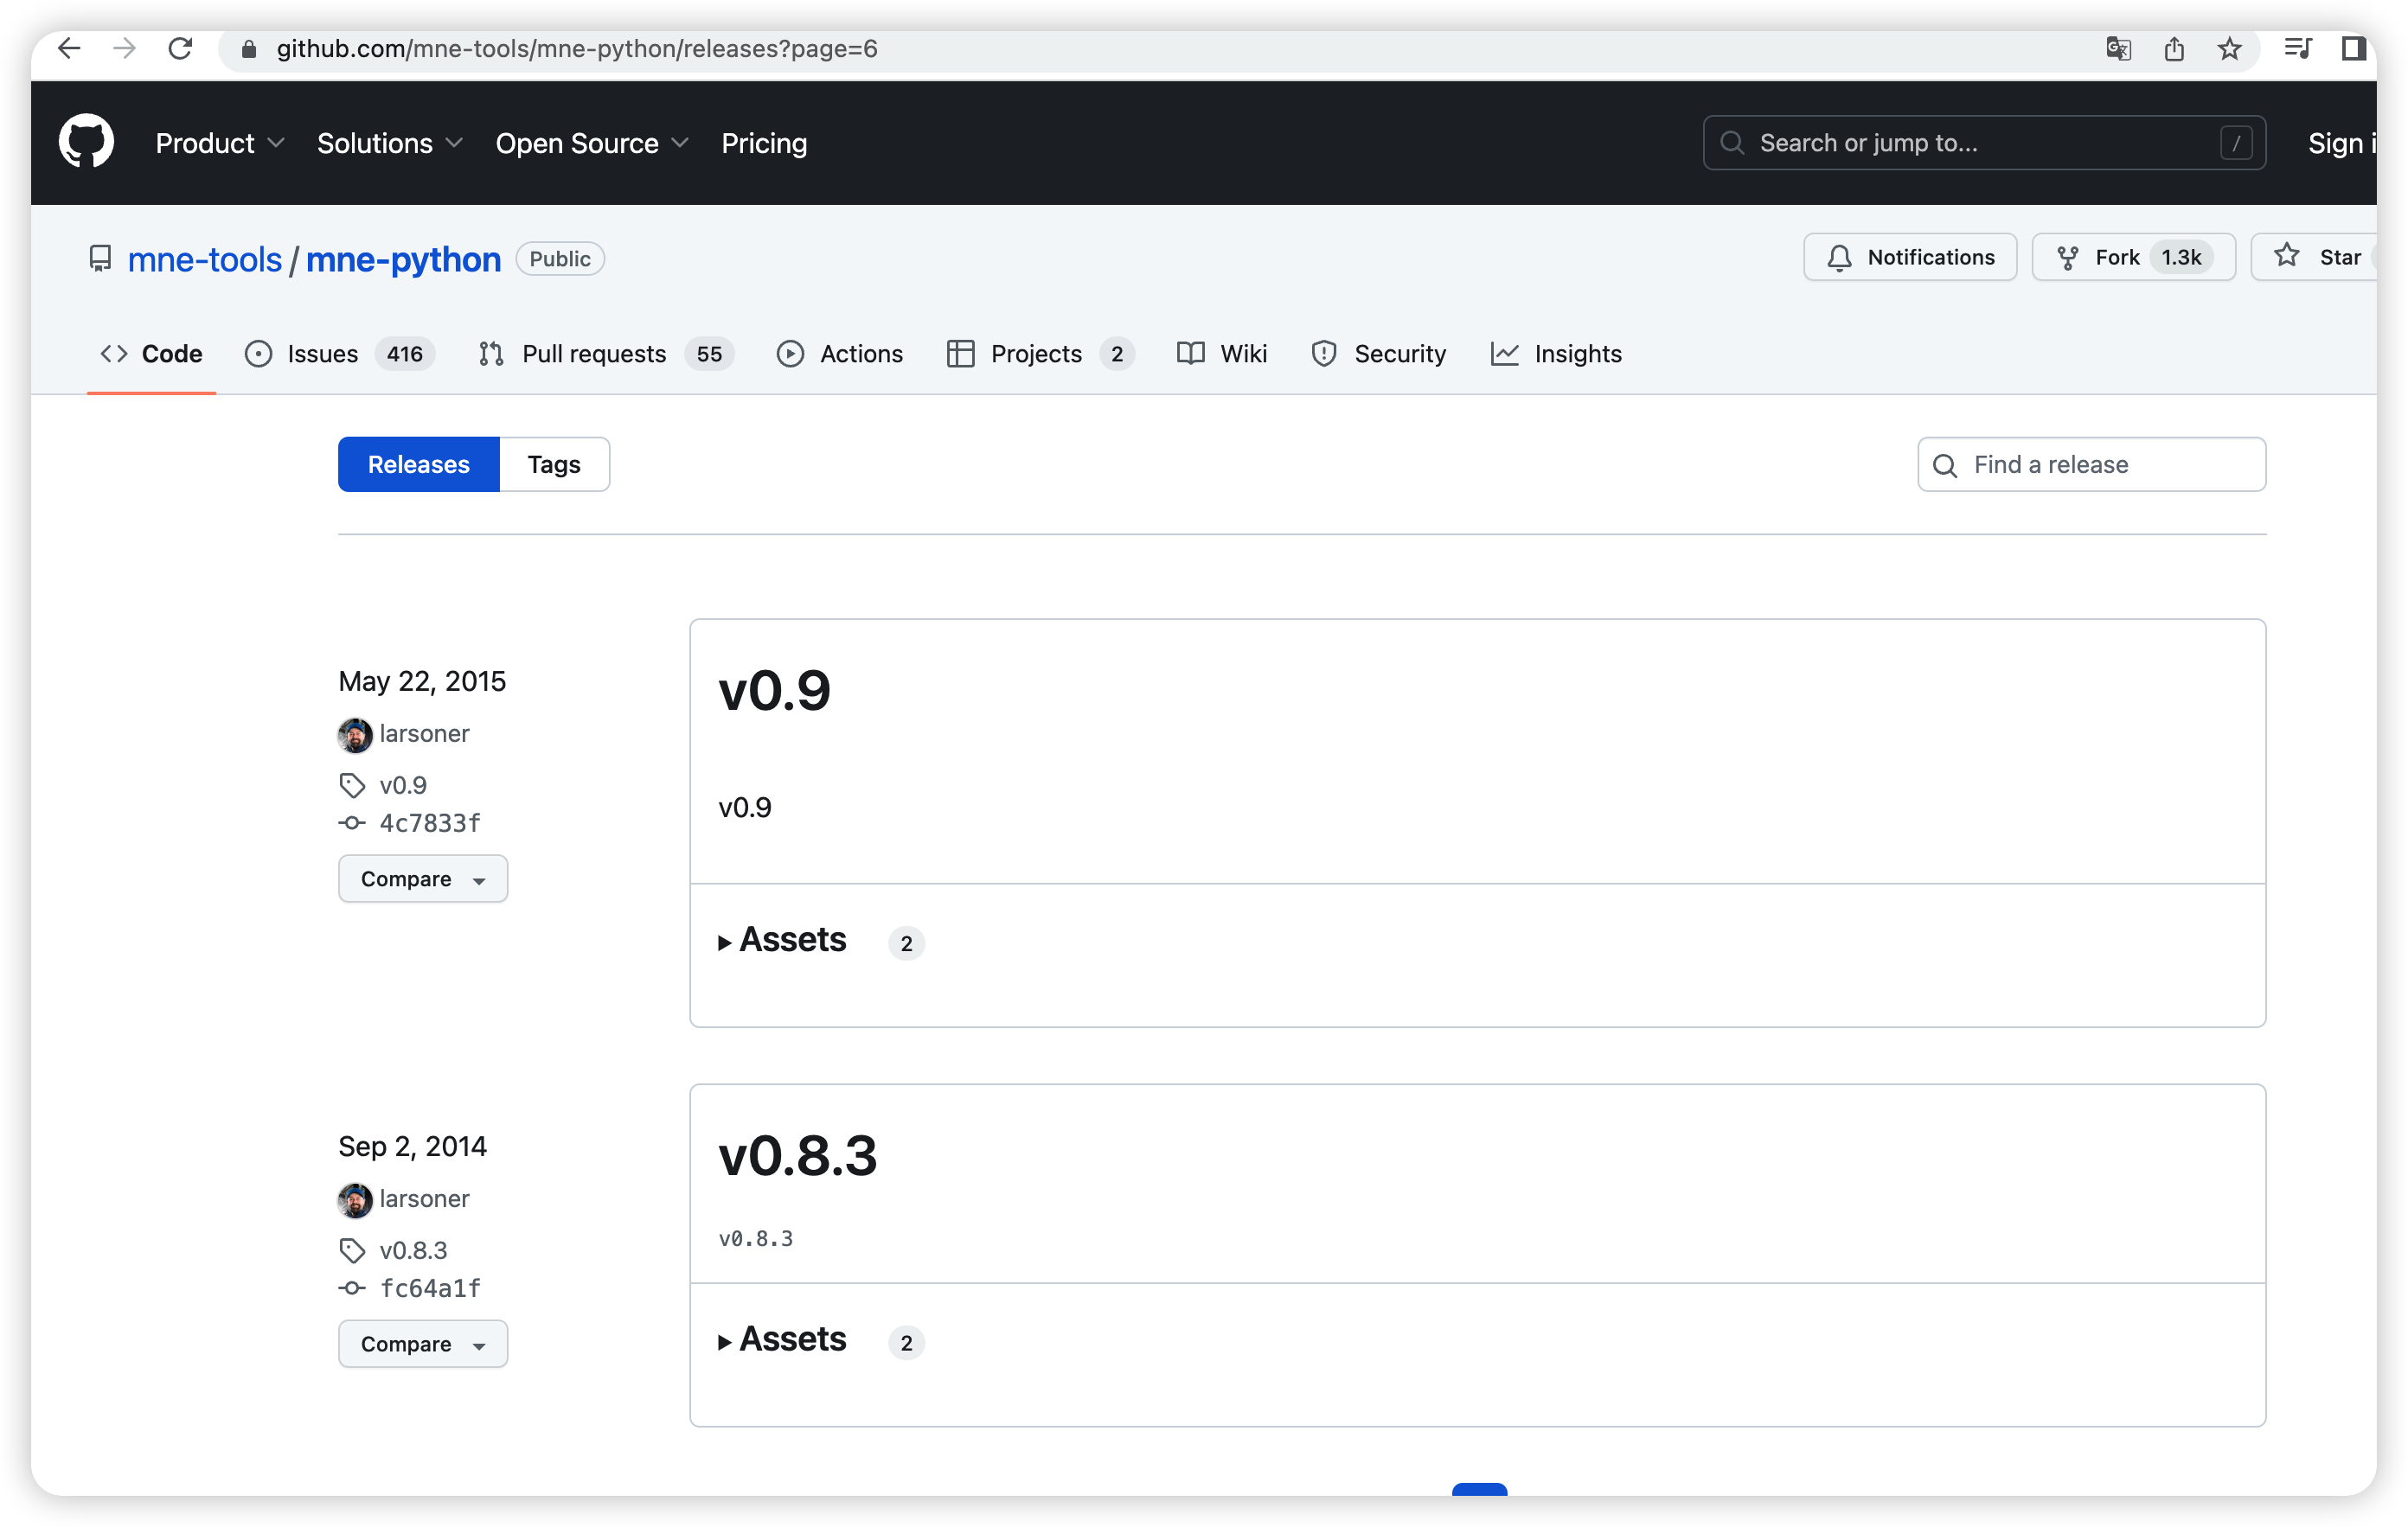 github.com/mne-tools/mne-python/releases?page=6
Product Solutions Open Source Pricing Search or jump to... / Sign i
mne-tools / mne-python Public Notifications Fork 1.3k Star
Code Issues 416 Pull requests 55 Actions Projects 2 Wiki Security Insights
Releases Tags Find a release
May 22, 2015
larsoner
v0.9
4c7833f
Compare
v0.9
v0.9
Assets 2
Sep 2, 2014
larsoner
v0.8.3
fc64a1f
Compare
v0.8.3
v0.8.3
Assets 2